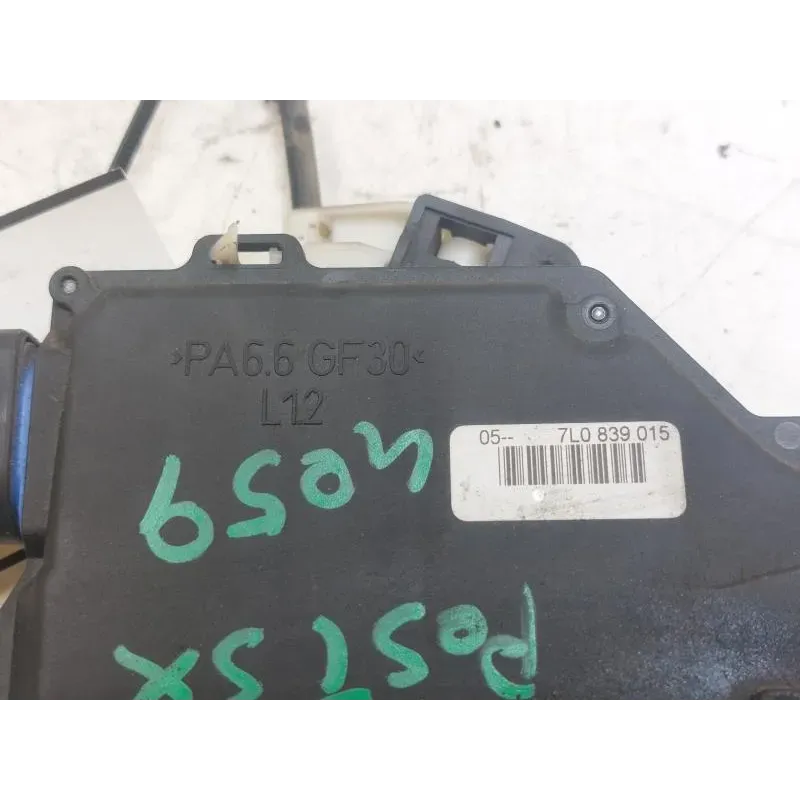 >PA6.6 GF30<
L12
05-- 7L0 839 015
4059
POST SX